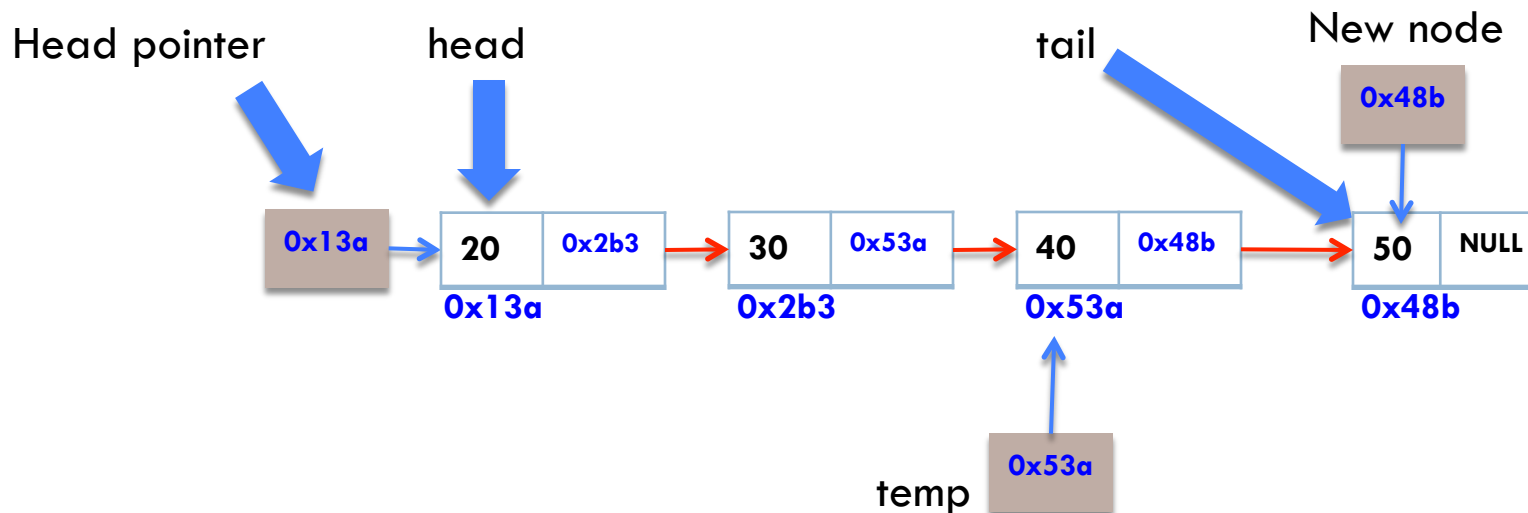 Head pointer
head
tail
New node
0x48b
0x13a
20
0x2b3
30
0x53a
40
0x48b
50
NULL
0x13a
0x2b3
0x53a
0x48b
0x53a
temp